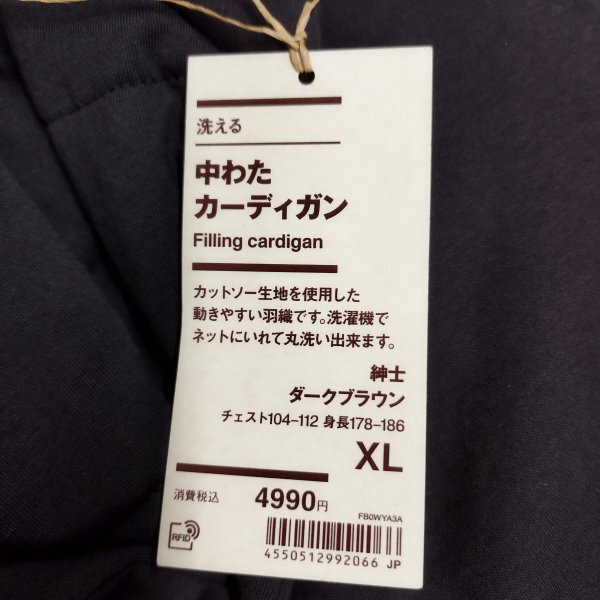 洗える
中わた
カーディガン
Filling cardigan
カットソー生地を使用した
動きやすい羽織です。洗濯機で
ネットにいれて丸洗い出来ます。
紳士
ダークブラウン
チェスト104–112 身長178–186
XL
消費税込 4990円
FB0WYA3A
RFID
4550512992066 JP